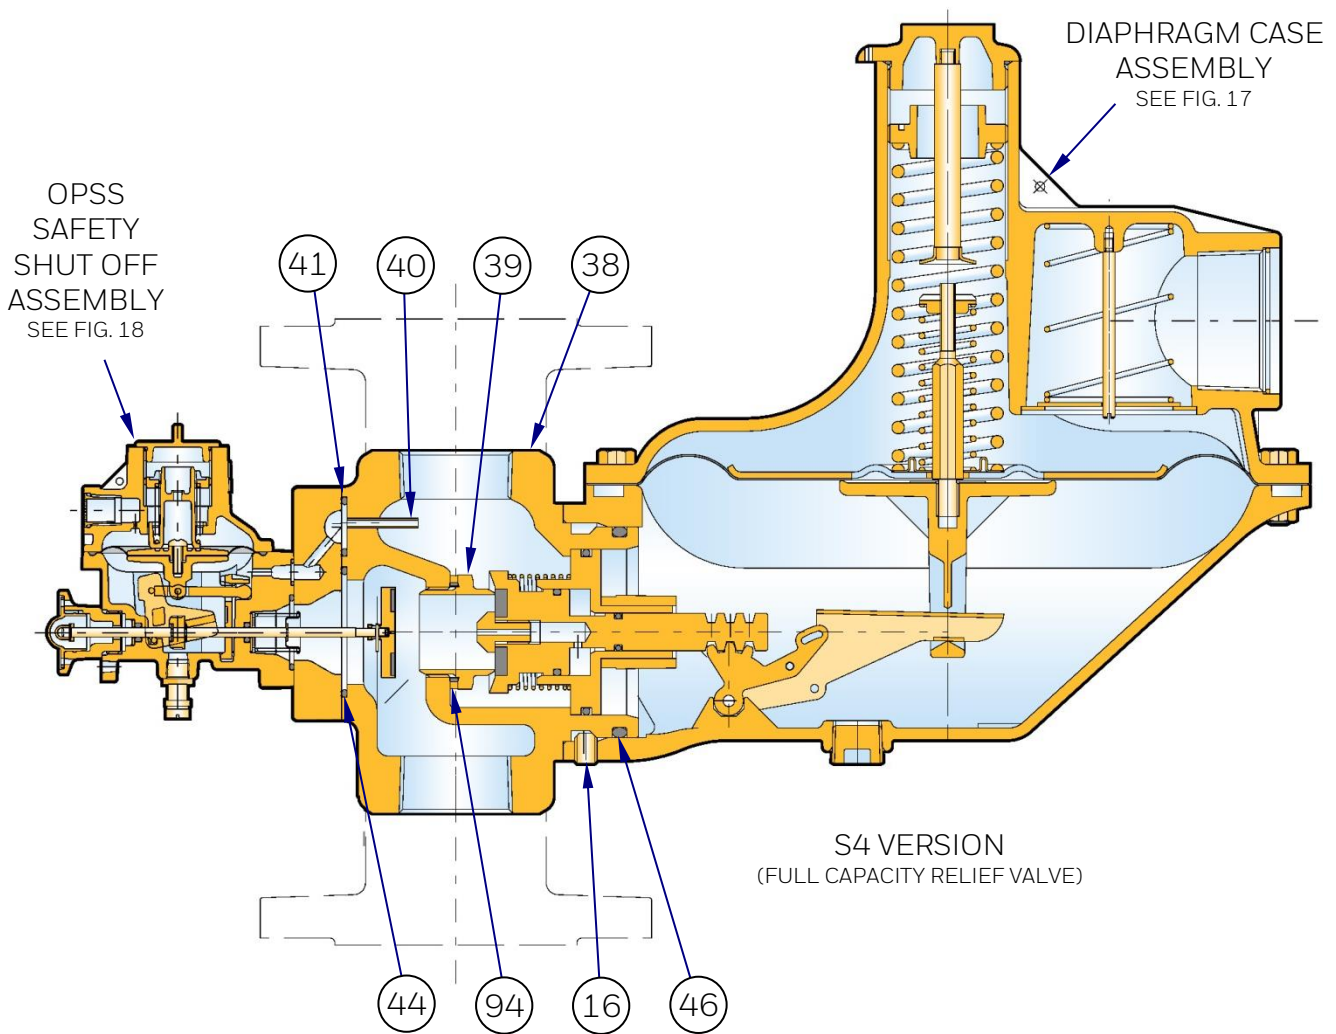 DIAPHRAGM CASE
ASSEMBLY
SEE FIG. 17
OPSS
SAFETY
SHUT OFF
ASSEMBLY
SEE FIG. 18
41
40
39
38
S4 VERSION
(FULL CAPACITY RELIEF VALVE)
44
94
16
46